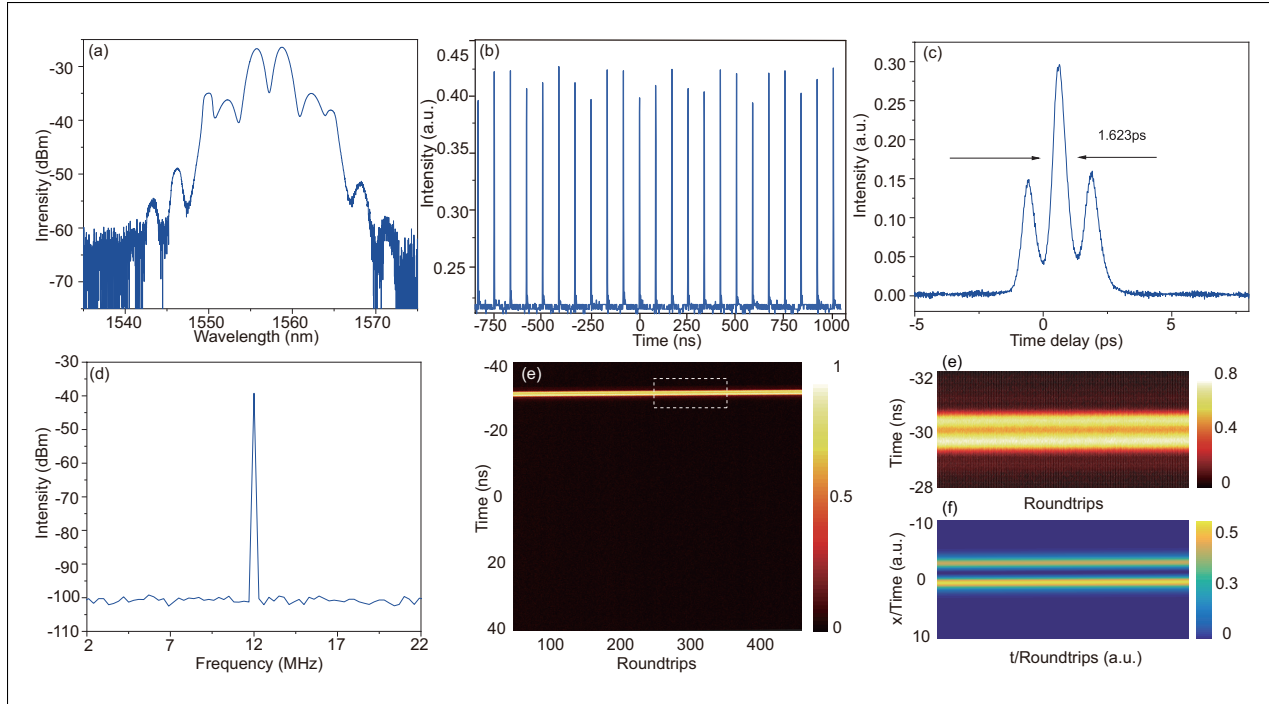 (a)
-30
-40
-50
-60
-70
Inrensity (dBm)
1540 1550 1560 1570
Wavelength (nm)
(b)
0.45
0.40
0.35
0.30
0.25
Intensity (a.u.)
-750 -500 -250 0 250 500 750 1000
Time (ns)
(c)
0.30
0.25
0.20
0.15
0.10
0.05
0.00
Intensity (a.u.)
1.623ps
-5 0 5
Time delay (ps)
(d)
-30
-40
-50
-60
-70
-80
-90
-100
-110
Intensity (dBm)
2 7 12 17 22
Frequency (MHz)
(e)
-40
-20
0
20
40
Time (ns)
100 200 300 400
Roundtrips
1
0.5
0
(e)
-32
-30
-28
Time (ns)
Roundtrips
0.8
0.4
0
(f)
-10
0
10
x/Time (a.u.)
t/Roundtrips (a.u.)
0.5
0.3
0